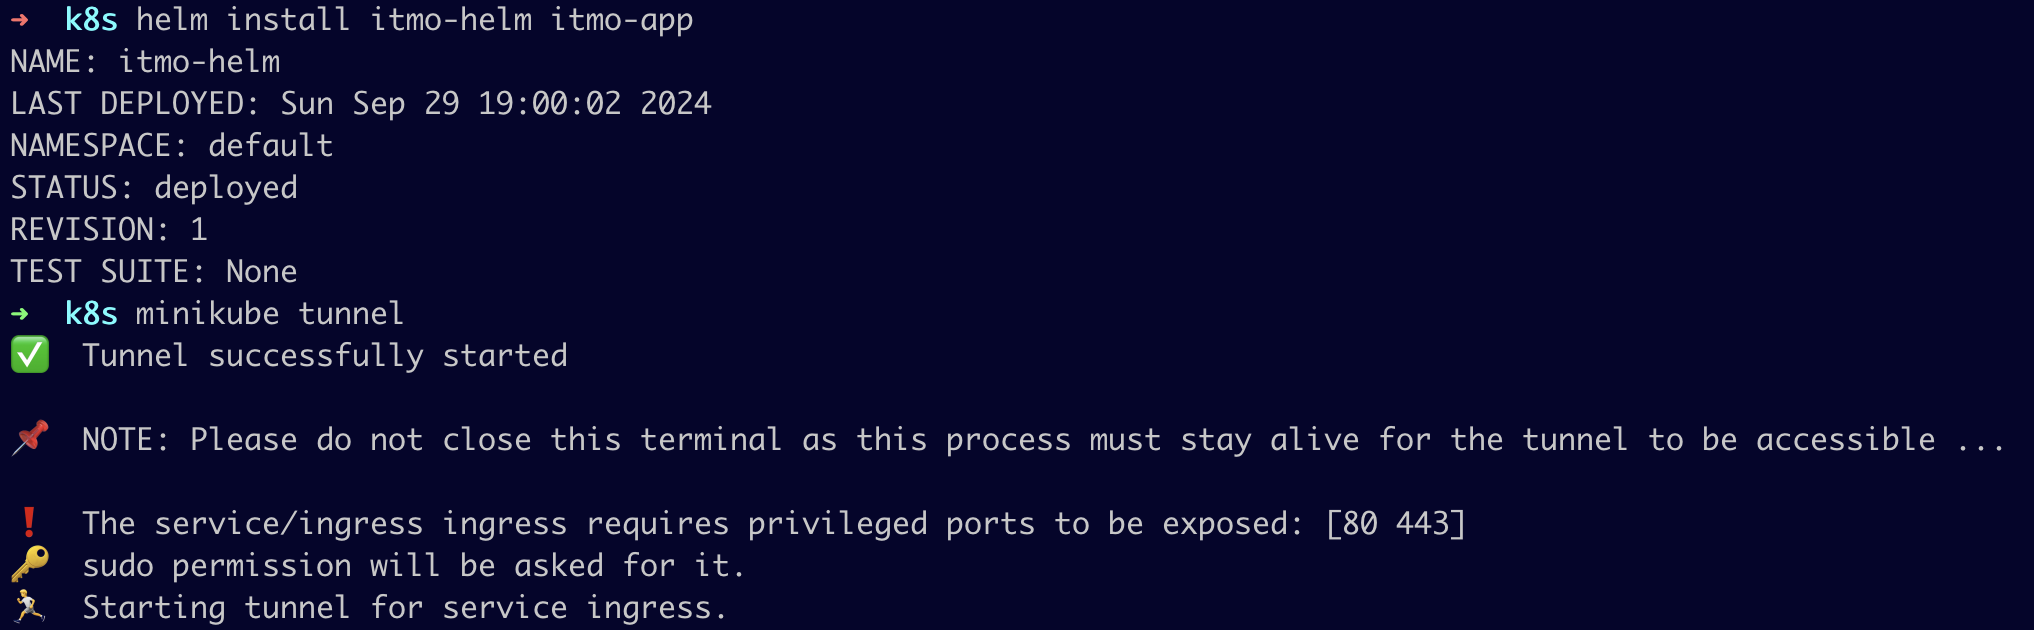 ➜  k8s helm install itmo-helm itmo-app
NAME: itmo-helm
LAST DEPLOYED: Sun Sep 29 19:00:02 2024
NAMESPACE: default
STATUS: deployed
REVISION: 1
TEST SUITE: None
➜  k8s minikube tunnel
✅  Tunnel successfully started
📌  NOTE: Please do not close this terminal as this process must stay alive for the tunnel to be accessible ...
❗  The service/ingress ingress requires privileged ports to be exposed: [80 443]
🔑  sudo permission will be asked for it.
🏃  Starting tunnel for service ingress.